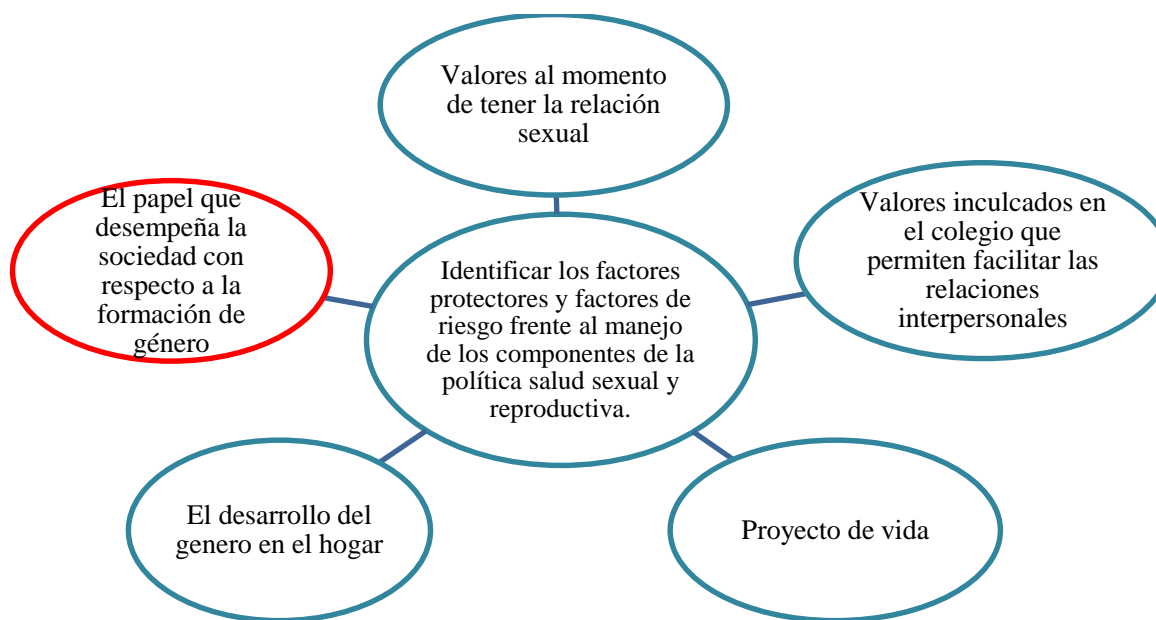 Valores al momento
de tener la relación
sexual
El papel que
desempeña la
sociedad con
respecto a la
formación de
género
Valores inculcados en
el colegio que
permiten facilitar las
relaciones
interpersonales
Identificar los factores
protectores y factores de
riesgo frente al manejo
de los componentes de la
política salud sexual y
reproductiva.
El desarrollo del
genero en el hogar
Proyecto de vida